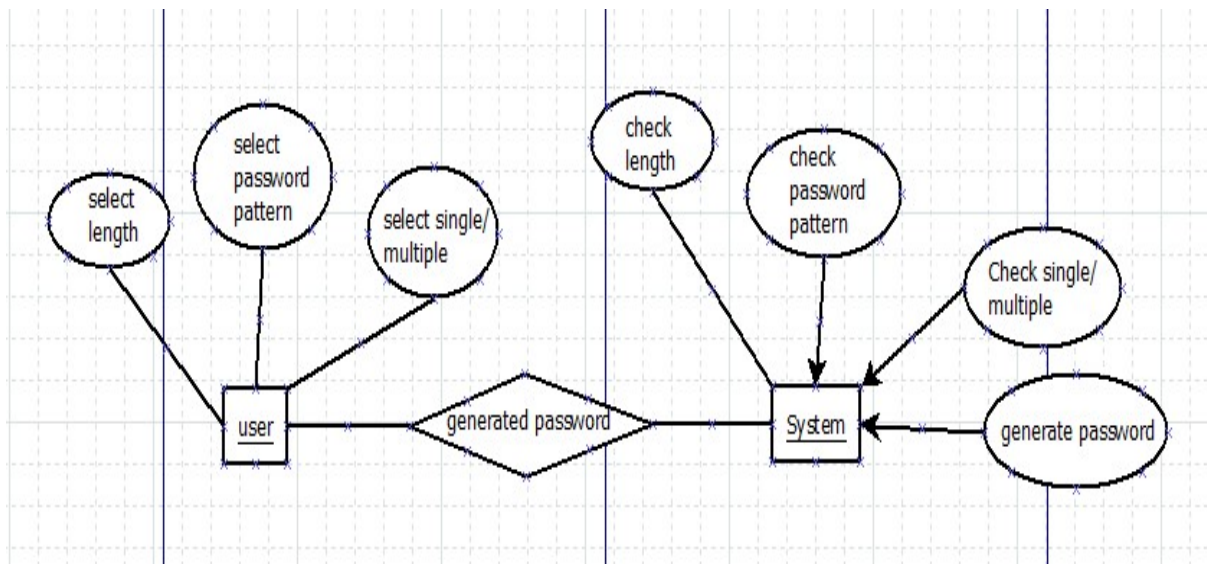 select
length
select
password
pattern
select single/
multiple
user
generated password
check
length
check
password
pattern
Check single/
multiple
System
generate password